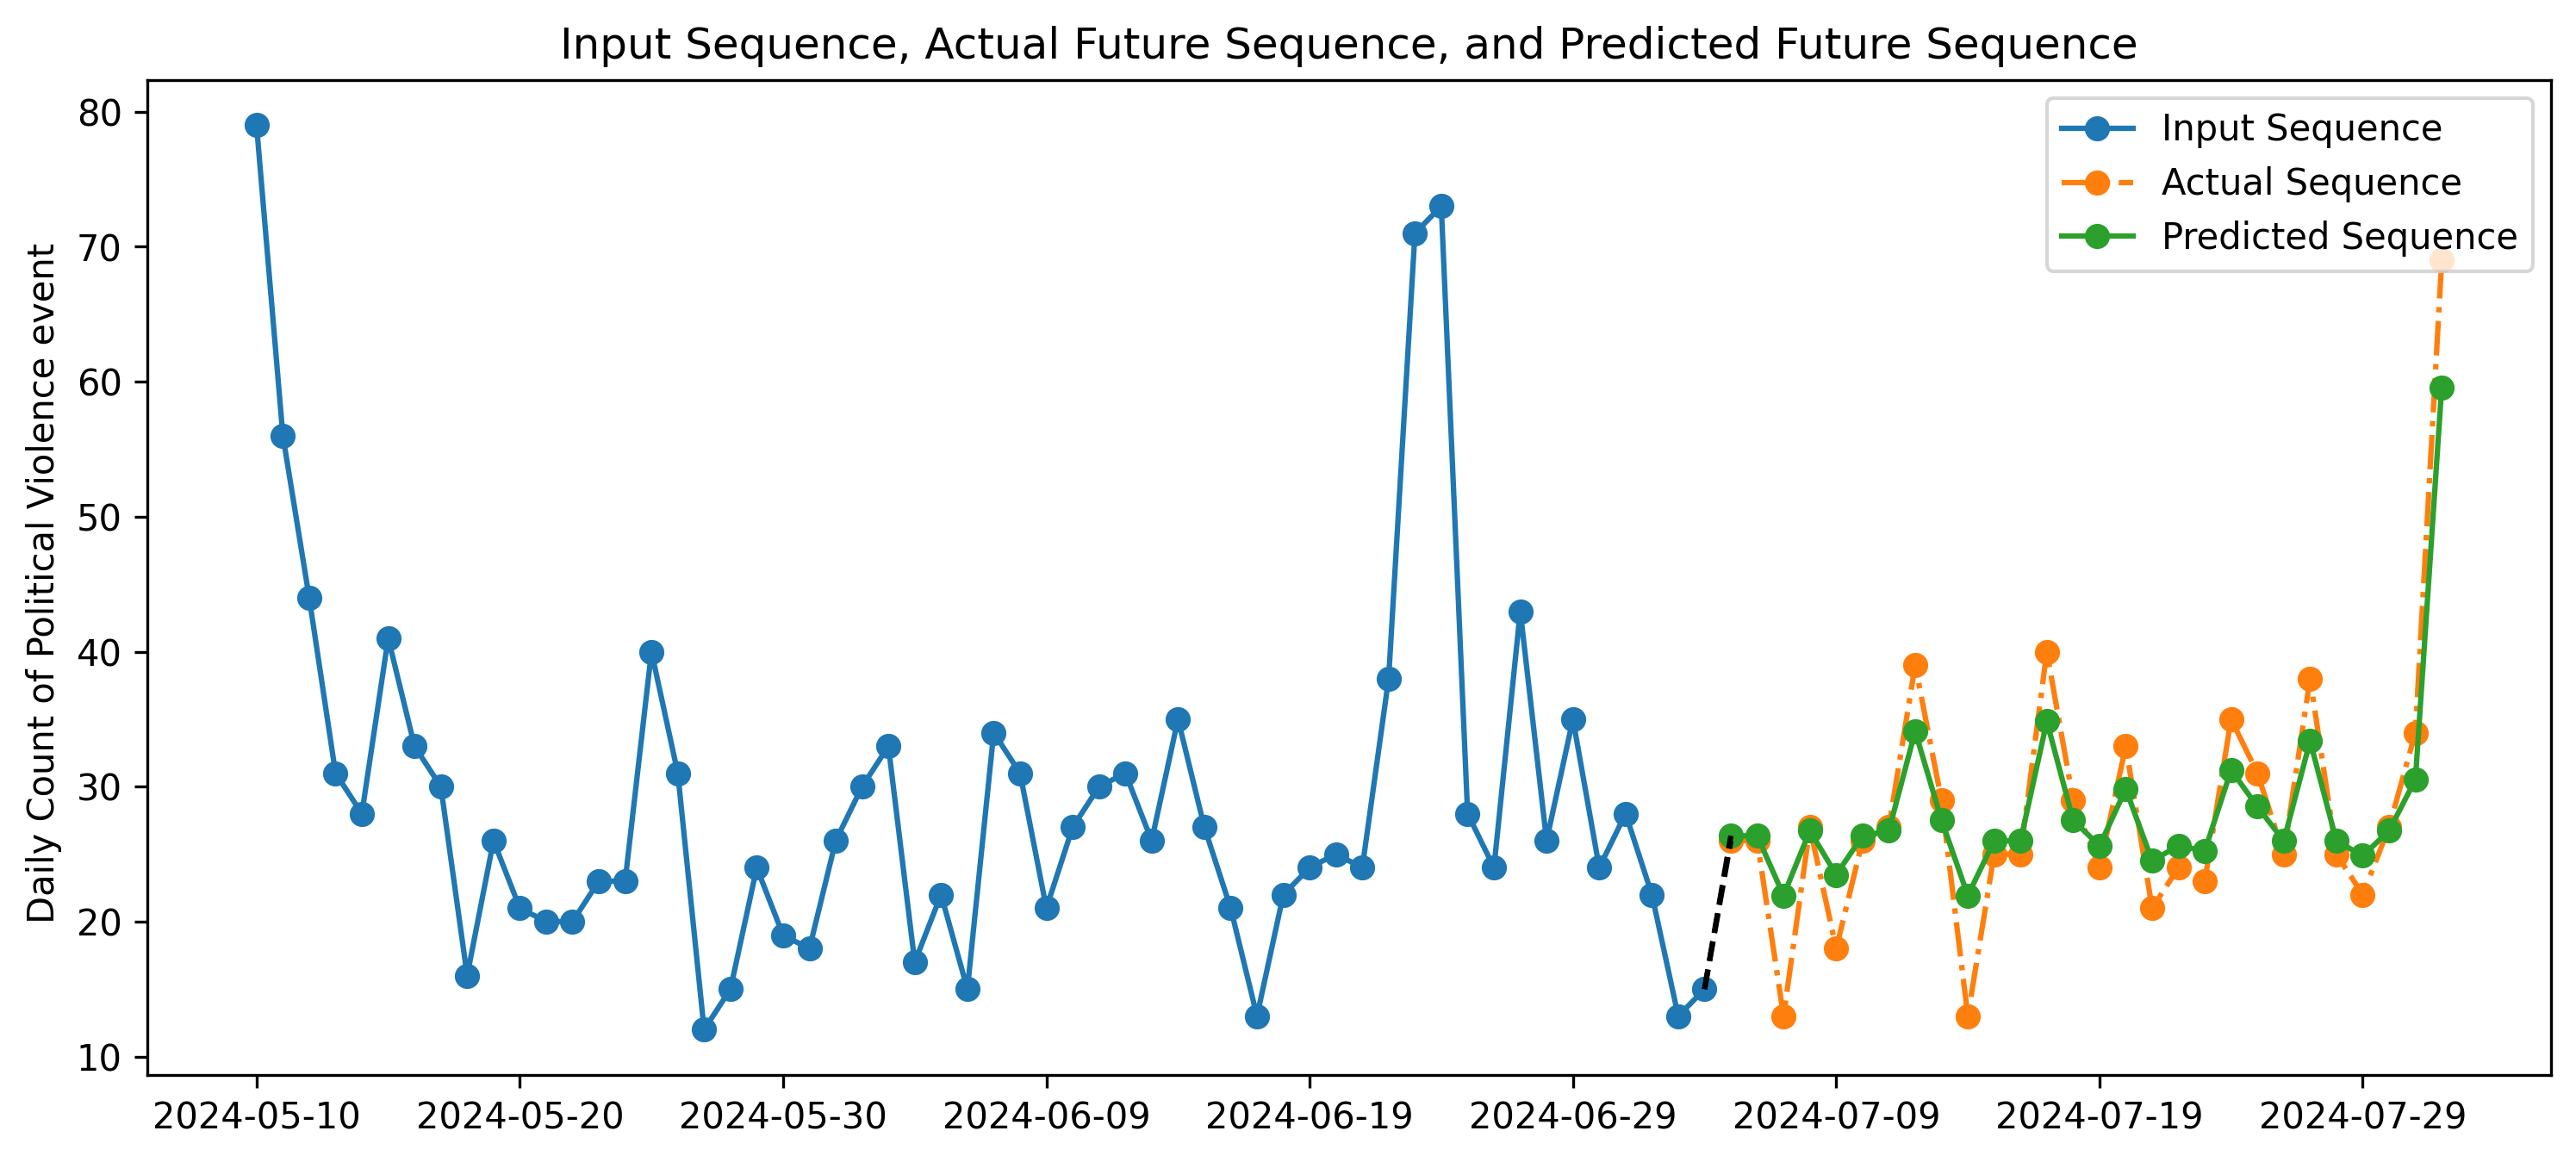 Input Sequence, Actual Future Sequence, and Predicted Future Sequence
Daily Count of Political Violence event
80
70
60
50
40
30
20
10
Input Sequence
Actual Sequence
Predicted Sequence
2024-05-10 2024-05-20 2024-05-30 2024-06-09 2024-06-19 2024-06-29 2024-07-09 2024-07-19 2024-07-29